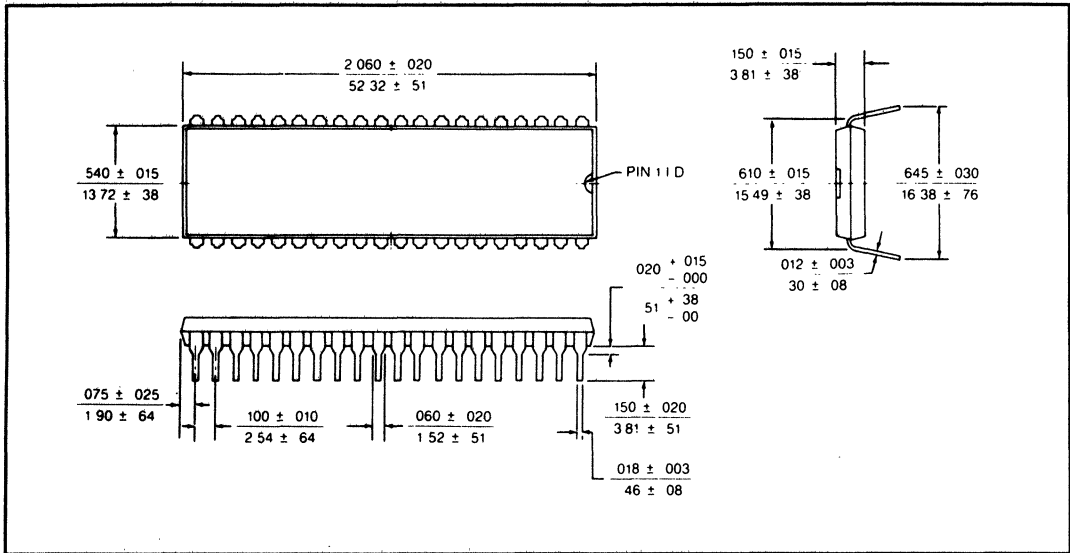 2 060 ± 020
52 32 ± 51
150 ± 015
3 81 ± 38
540 ± 015
13 72 ± 38
PIN 1 I D
610 ± 015
15 49 ± 38
645 ± 030
16 38 ± 76
012 ± 003
30 ± 08
020 + 015
- 000
51 + 38
- 00
075 ± 025
1 90 ± 64
100 ± 010
2 54 ± 64
060 ± 020
1 52 ± 51
150 ± 020
3 81 ± 51
018 ± 003
46 ± 08